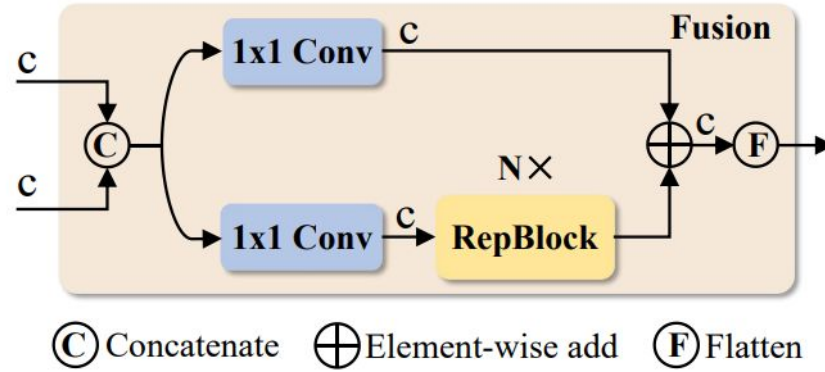 Fusion
1x1 Conv
c
c
C
c
c
F
N×
1x1 Conv
c
RepBlock
C Concatenate
Element-wise add
F Flatten